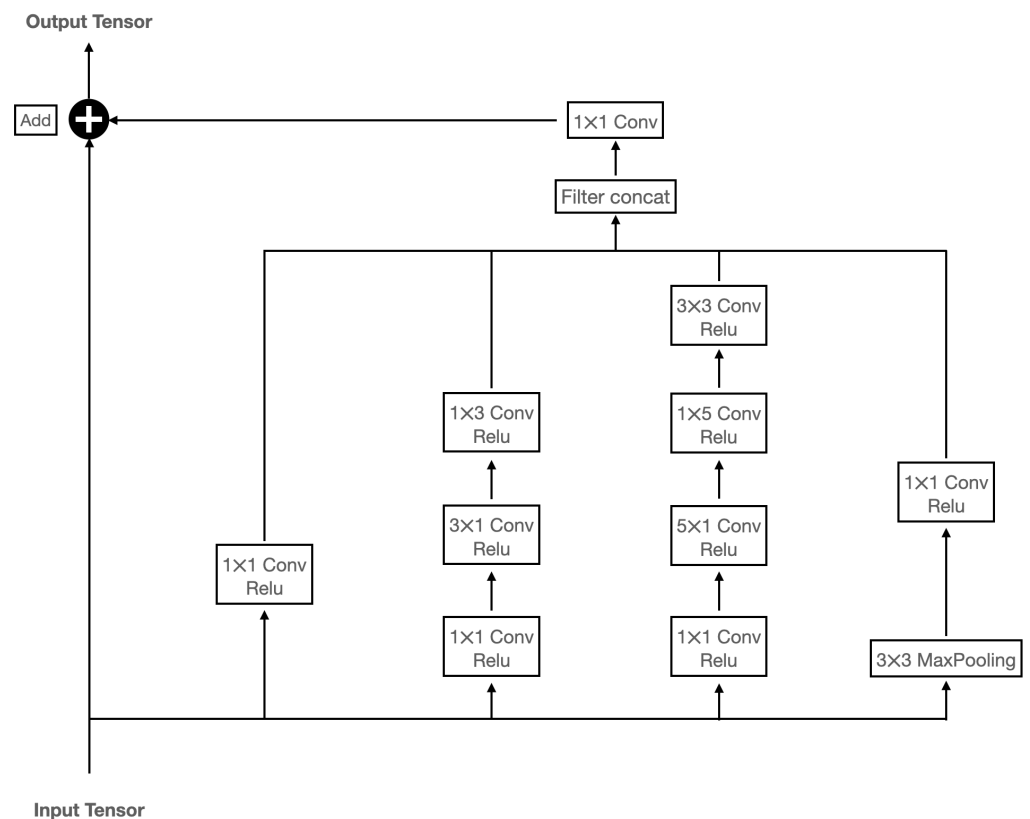 Output Tensor
Add
1×1 Conv
Filter concat
3×3 Conv
Relu
1×3 Conv
Relu
1×5 Conv
Relu
1×1 Conv
Relu
3×1 Conv
Relu
5×1 Conv
Relu
1×1 Conv
Relu
1×1 Conv
Relu
1×1 Conv
Relu
3×3 MaxPooling
Input Tensor